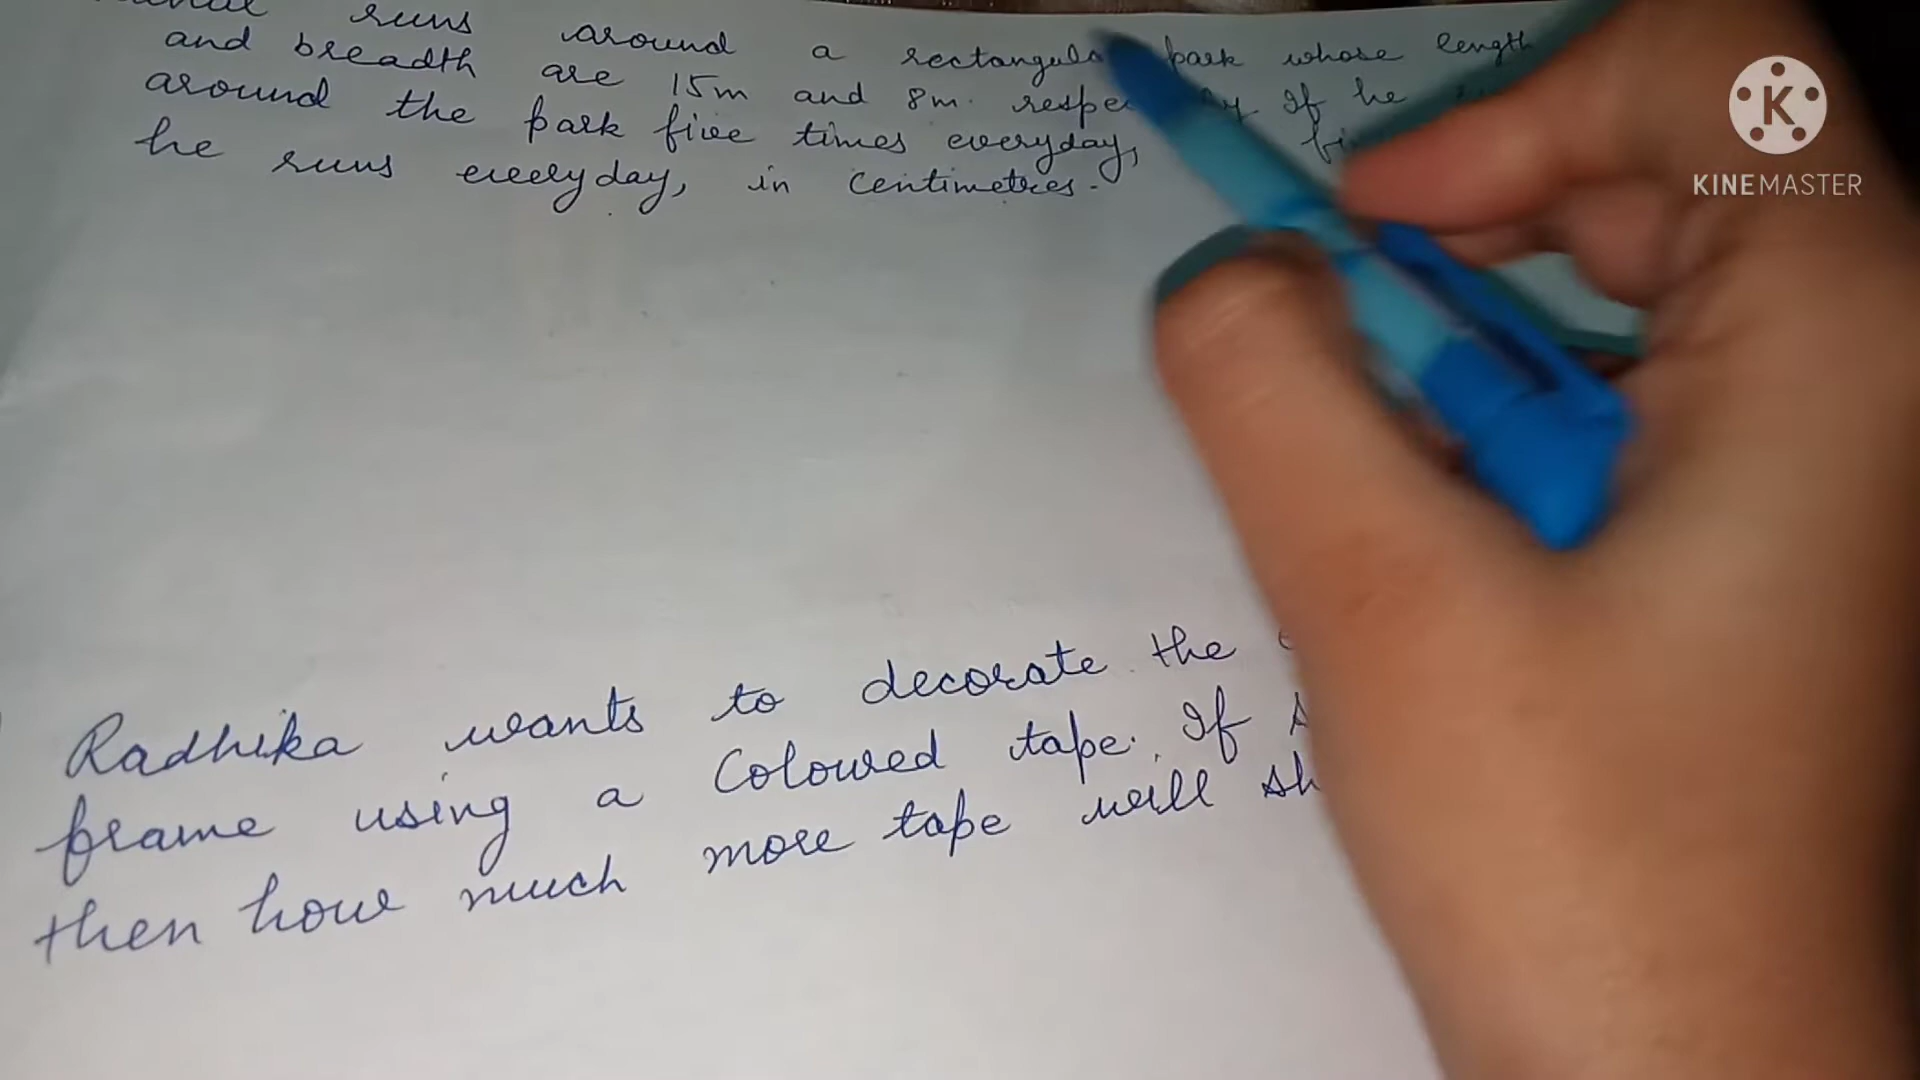 runs around a rectangular park whose length
and breadth are 15m and 8m. If he
around the park five times everyday,
he runs everyday, in centimetres.
Radhika wants to decorate the
frame using a coloured tape. If
then how much more tape will
K
KINEMASTER